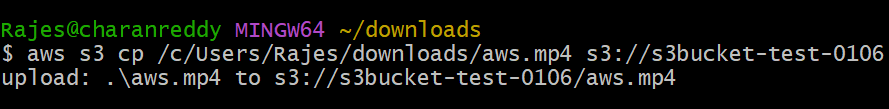 Rajes@charanreddy MINGW64 ~/downloads
$ aws s3 cp /c/Users/Rajes/downloads/aws.mp4 s3://s3bucket-test-0106
upload: .\aws.mp4 to s3://s3bucket-test-0106/aws.mp4